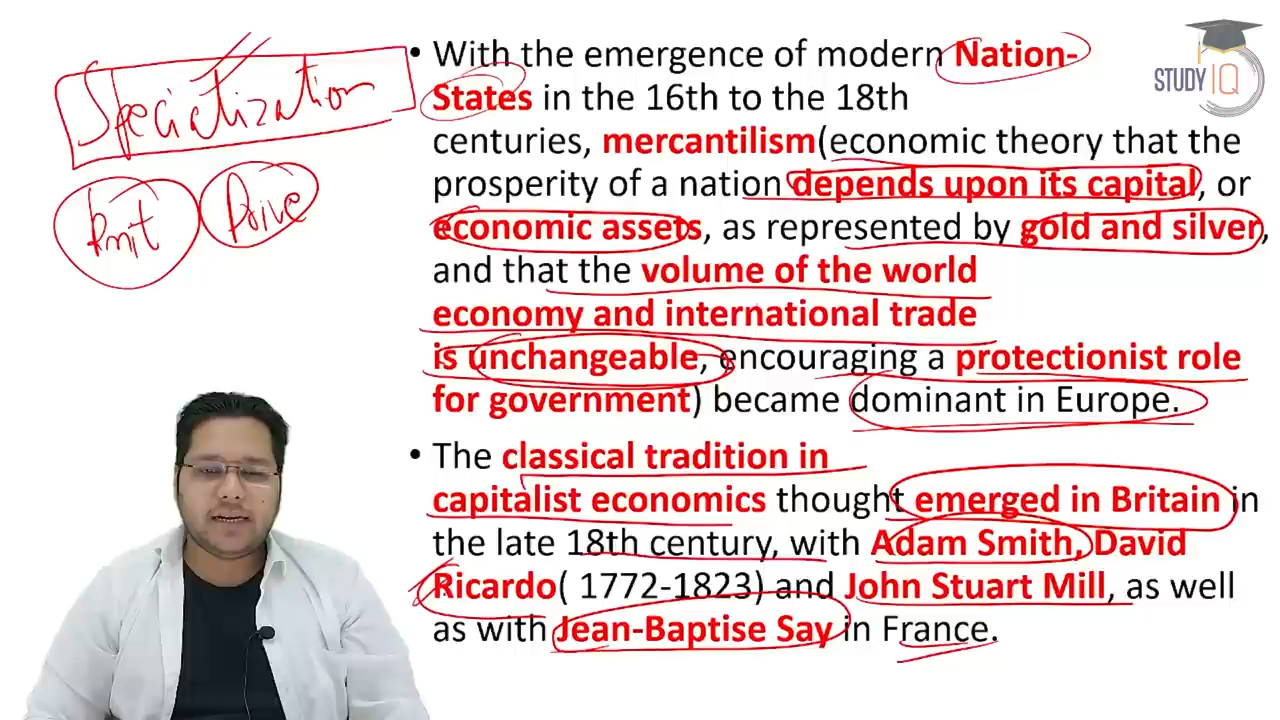 Specialization
Price
STUDY IQ
• With the emergence of modern Nation-
States in the 16th to the 18th
centuries, mercantilism(economic theory that the
prosperity of a nation depends upon its capital, or
economic assets, as represented by gold and silver,
and that the volume of the world
economy and international trade
is unchangeable, encouraging a protectionist role
for government) became dominant in Europe.
• The classical tradition in
capitalist economics thought emerged in Britain in
the late 18th century, with Adam Smith, David
Ricardo( 1772-1823) and John Stuart Mill, as well
as with Jean-Baptise Say in France.